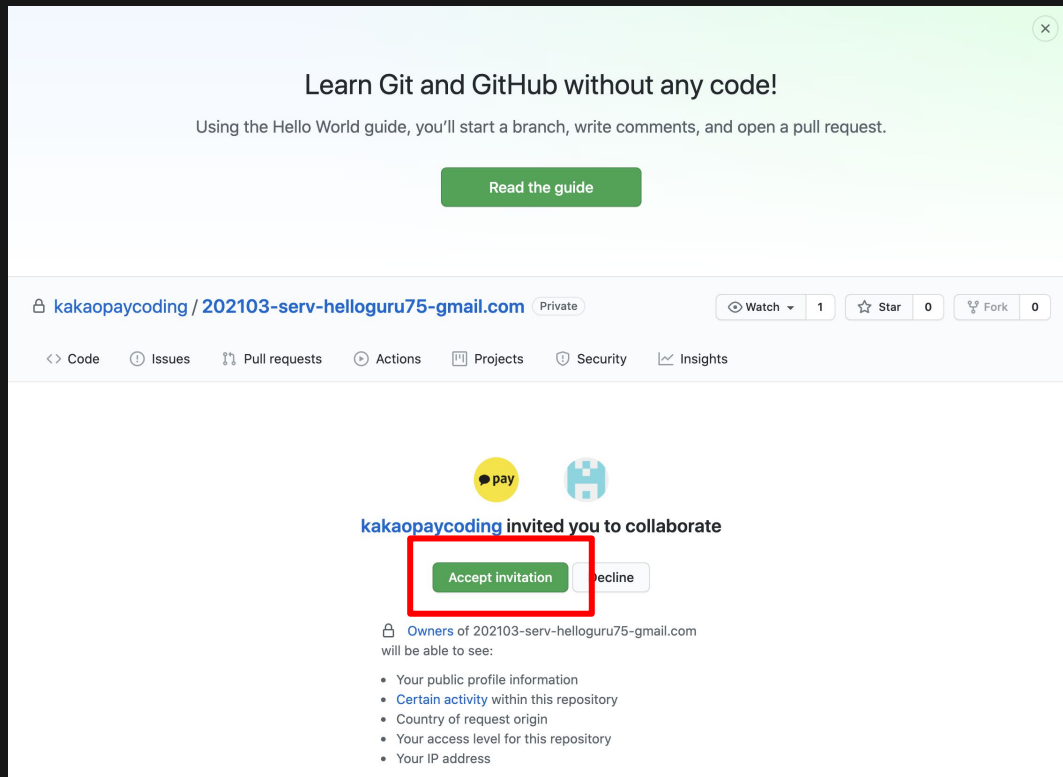 Learn Git and GitHub without any code!
Using the Hello World guide, you'll start a branch, write comments, and open a pull request.
Read the guide
kakaopaycoding / 202103-serv-helloguru75-gmail.com Private Watch 1 Star 0 Fork 0
Code Issues Pull requests Actions Projects Security Insights
pay
kakaopaycoding invited you to collaborate
Accept invitation Decline
Owners of 202103-serv-helloguru75-gmail.com
will be able to see:
• Your public profile information
• Certain activity within this repository
• Country of request origin
• Your access level for this repository
• Your IP address